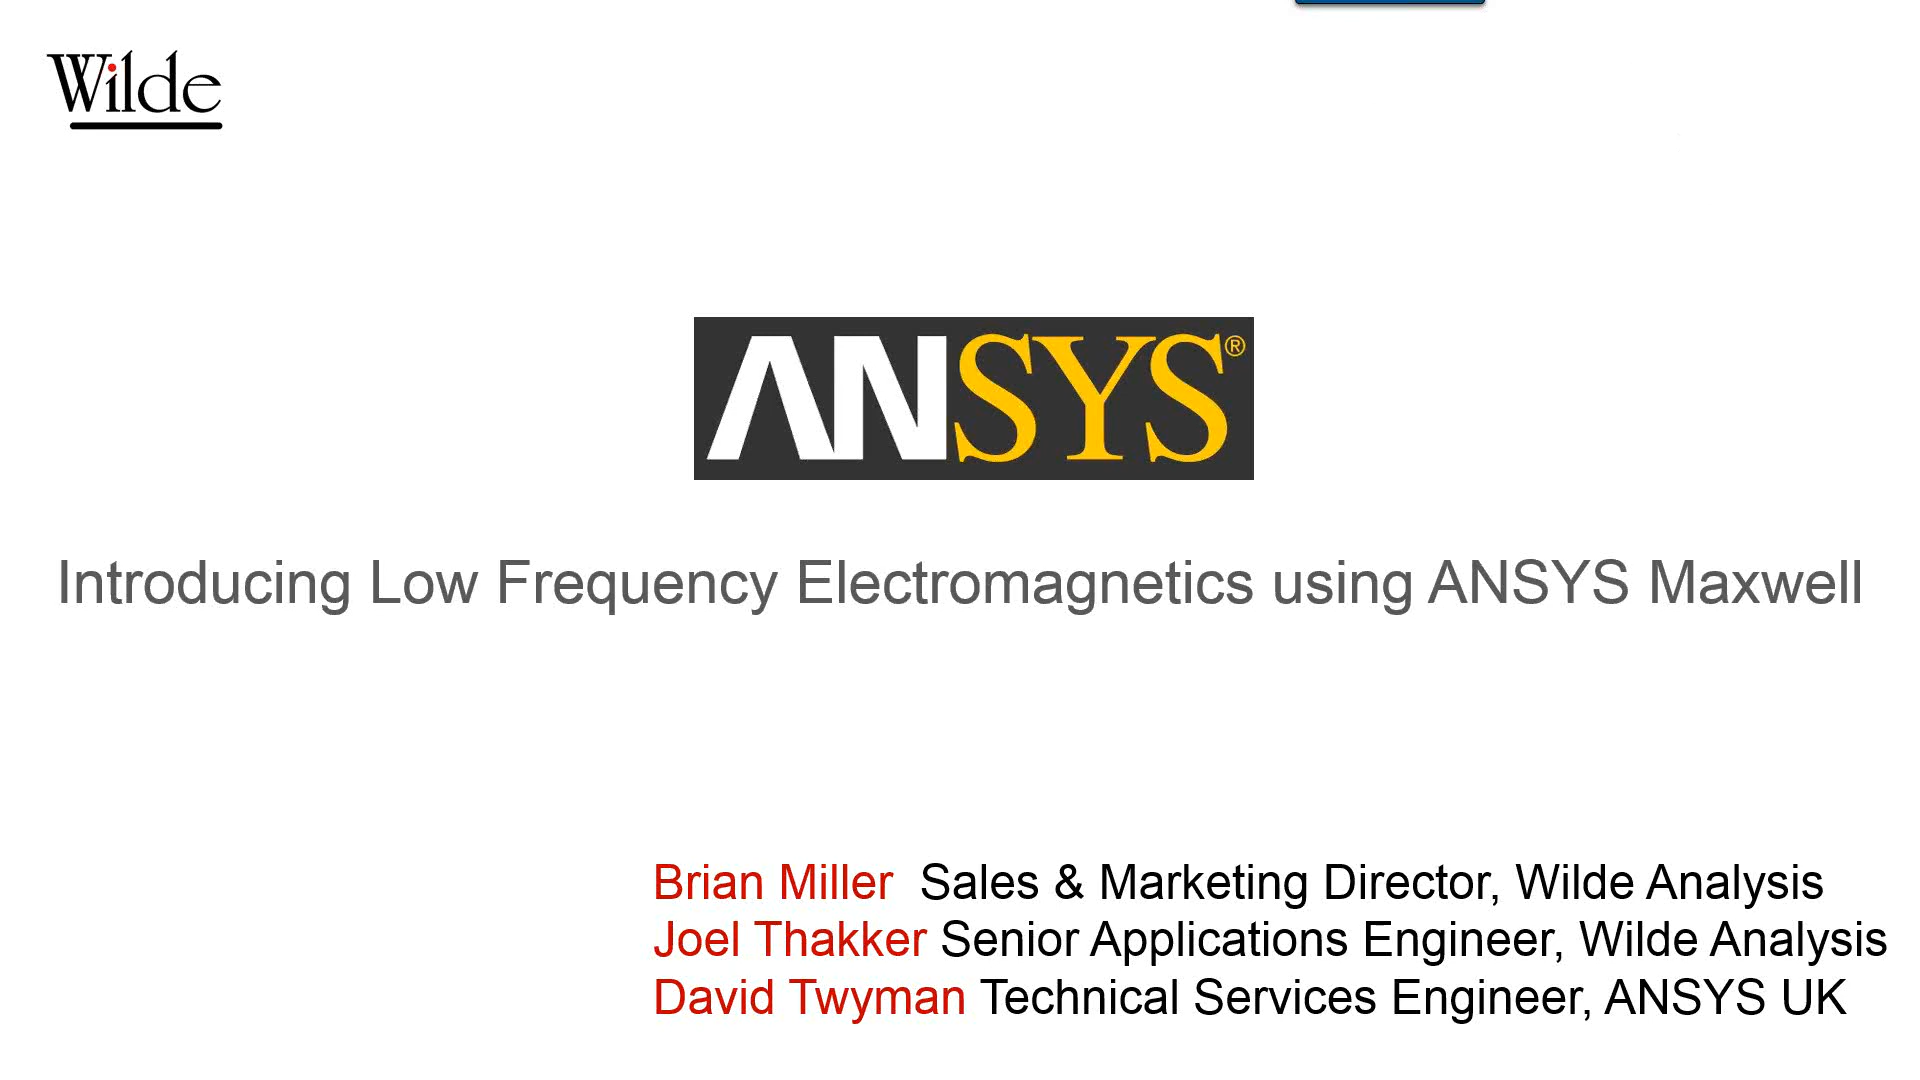 Wilde
ANSYS®
Introducing Low Frequency Electromagnetics using ANSYS Maxwell
Brian Miller Sales & Marketing Director, Wilde Analysis
Joel Thakker Senior Applications Engineer, Wilde Analysis
David Twyman Technical Services Engineer, ANSYS UK